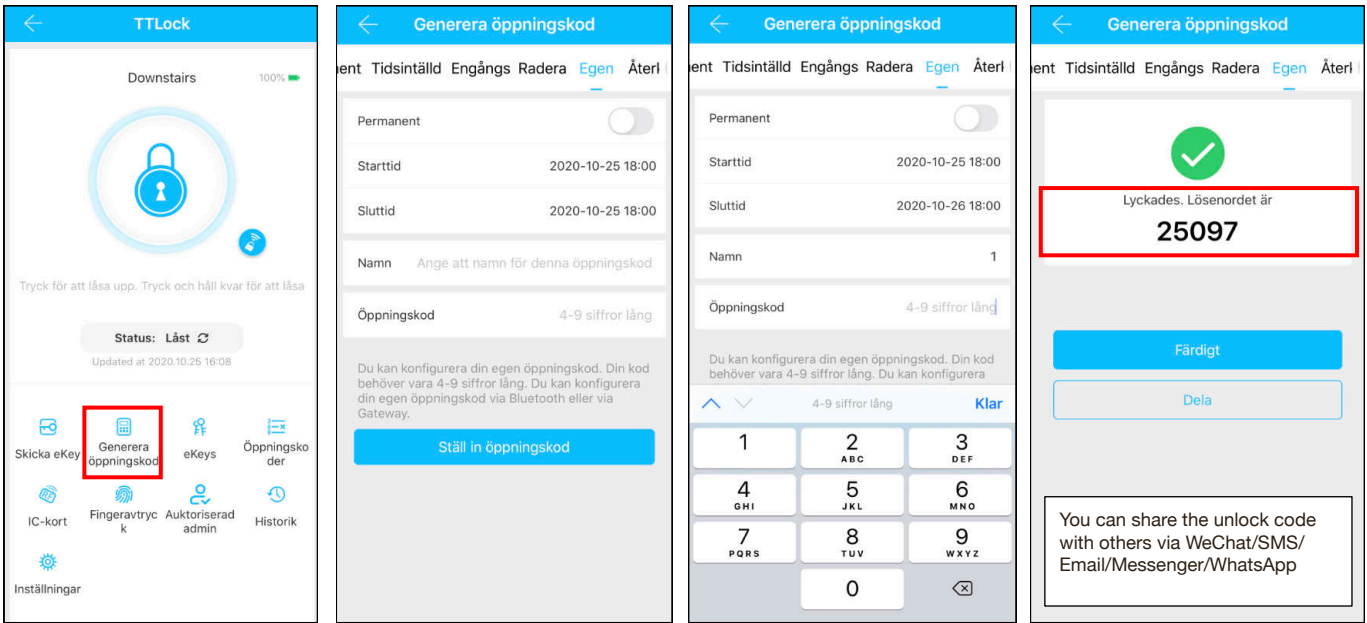 TTLock
Downstairs
100%
Tryck för att låsa upp. Tryck och håll kvar för att låsa
Status: Låst
Updated at 2020.10.25 16:08
Skicka eKey
Generera
öppningskod
eKeys
Öppningsko
der
IC-kort
Fingeravtryc
k
Auktoriserad
admin
Historik
Inställningar
Generera öppningskod
nent Tidsintälld Engångs Radera Egen Återl
Permanent
Starttid 2020-10-25 18:00
Sluttid 2020-10-25 18:00
Namn Ange att namn för denna öppningskod
Öppningskod 4-9 siffror lång
Du kan konfigurera din egen öppningskod. Din kod
behöver vara 4-9 siffror lång. Du kan konfigurera
din egen öppningskod via Bluetooth eller via
Gateway.
Ställ in öppningskod
Generera öppningskod
nent Tidsintälld Engångs Radera Egen Återl
Permanent
Starttid 2020-10-25 18:00
Sluttid 2020-10-26 18:00
Namn 1
Öppningskod 4-9 siffror lång
Du kan konfigurera din egen öppningskod. Din kod
behöver vara 4-9 siffror lång. Du kan konfigurera
4-9 siffror lång Klar
1 2 3
ABC DEF
4 5 6
GHI JKL MNO
7 8 9
PQRS TUV WXYZ
0
Generera öppningskod
nent Tidsintälld Engångs Radera Egen Återl
Lyckades. Lösenordet är
25097
Färdigt
Dela
You can share the unlock code
with others via WeChat/SMS/
Email/Messenger/WhatsApp